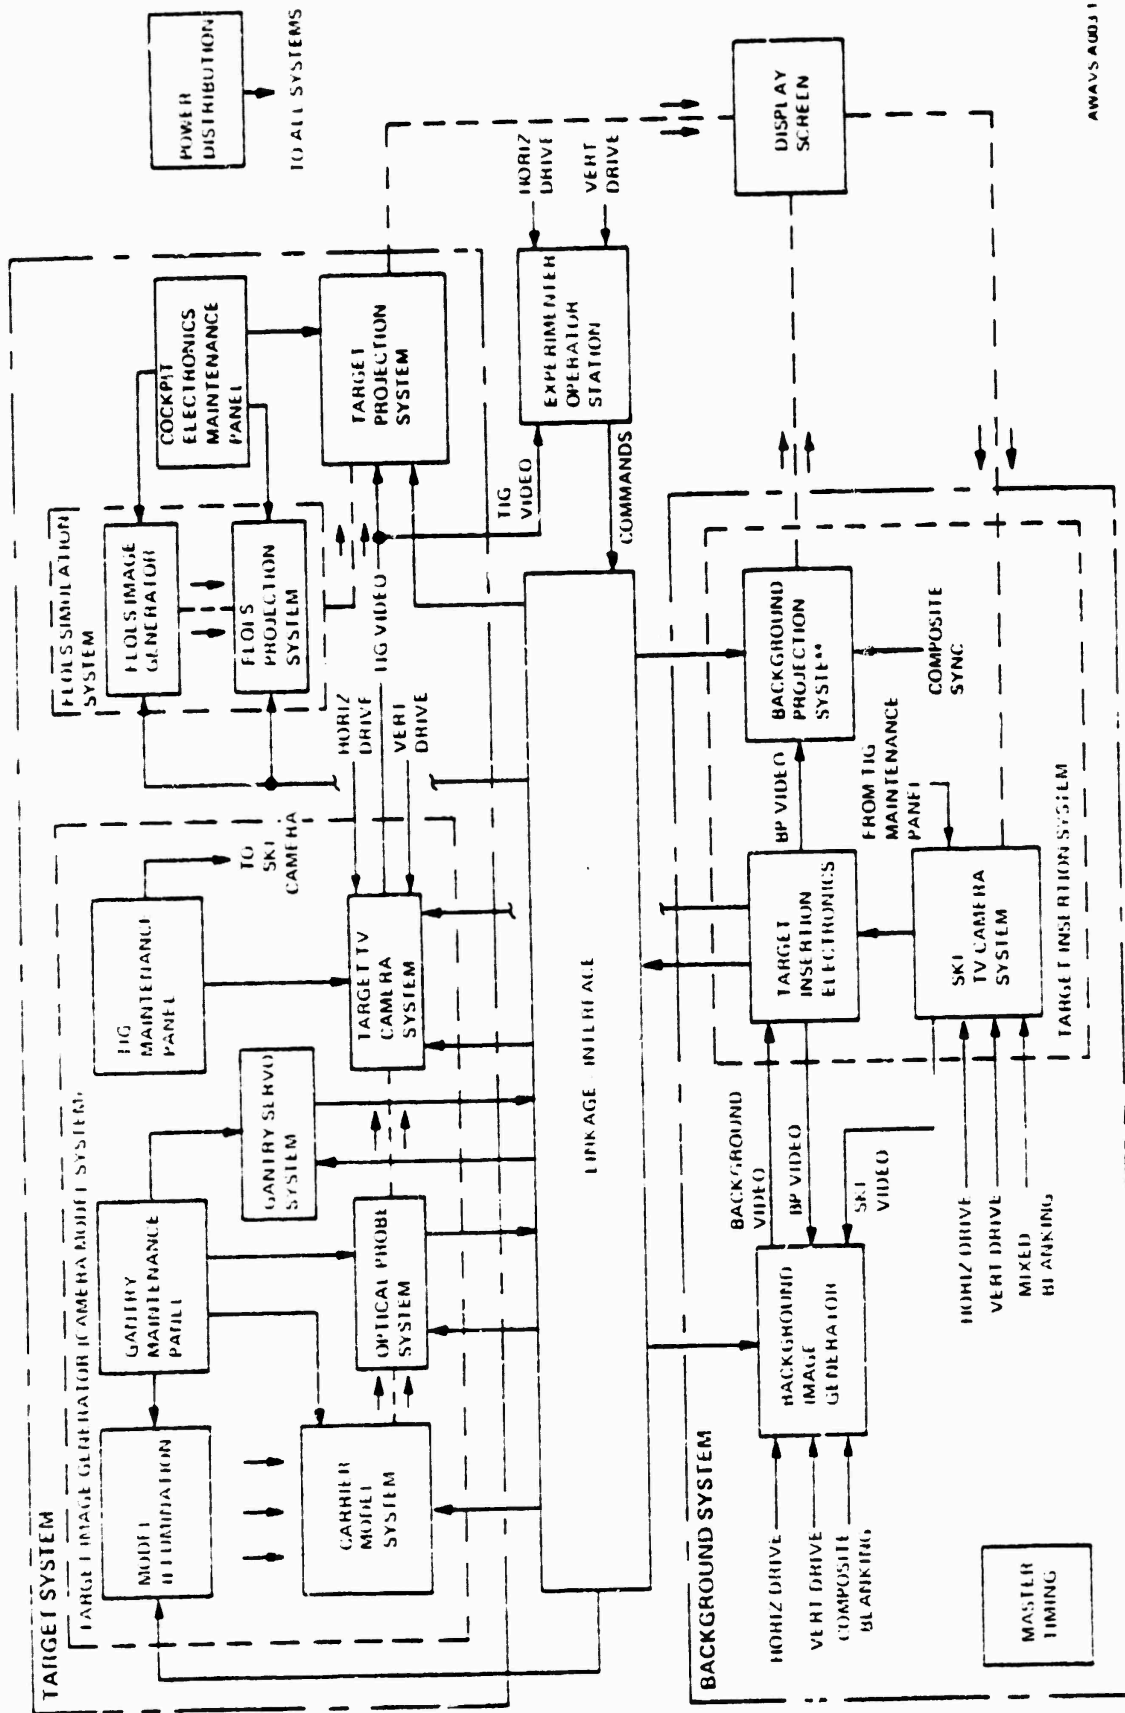 TARGET SYSTEM
TARGET IMAGE GENERATOR (CAMERA MODEL SYSTEM)
MODEL
ILLUMINATION
GANTRY
MAINTENANCE
PANEL
TIG
MAINTENANCE
PANEL
TO
SKI
CAMERA
CARRIER
MODEL
SYSTEM
OPTICAL PROBE
SYSTEM
GANTRY SERVO
SYSTEM
TARGET TV
CAMERA
SYSTEM
HORIZ
DRIVE
TIG VIDEO
VERT
DRIVE
FLOLS SIMULATION
SYSTEM
FLOLS IMAGE
GENERATOR
FLOLS
PROJECTION
SYSTEM
COCKPIT
ELECTRONICS
MAINTENANCE
PANEL
TARGET
PROJECTION
SYSTEM
POWER
DISTRIBUTION
TO ALL SYSTEMS
TIG
VIDEO
EXPERIMENTER
OPERATOR
STATION
HORIZ
DRIVE
VERT
DRIVE
COMMANDS
LINKAGE / INTERFACE
DISPLAY
SCREEN
BACKGROUND SYSTEM
HORIZ DRIVE
VERT DRIVE
COMPOSITE
BLANKING
BACKGROUND
IMAGE
GENERATOR
BACKGROUND
VIDEO
BP VIDEO
SKI
VIDEO
TARGET
INSERTION
ELECTRONICS
BP VIDEO
BACKGROUND
PROJECTION
SYSTEM
COMPOSITE
SYNC
FROM TIG
MAINTENANCE
PANEL
SKI
TV CAMERA
SYSTEM
HORIZ DRIVE
VERT DRIVE
MIXED
BLANKING
TARGET INSERTION SYSTEM
MASTER
TIMING